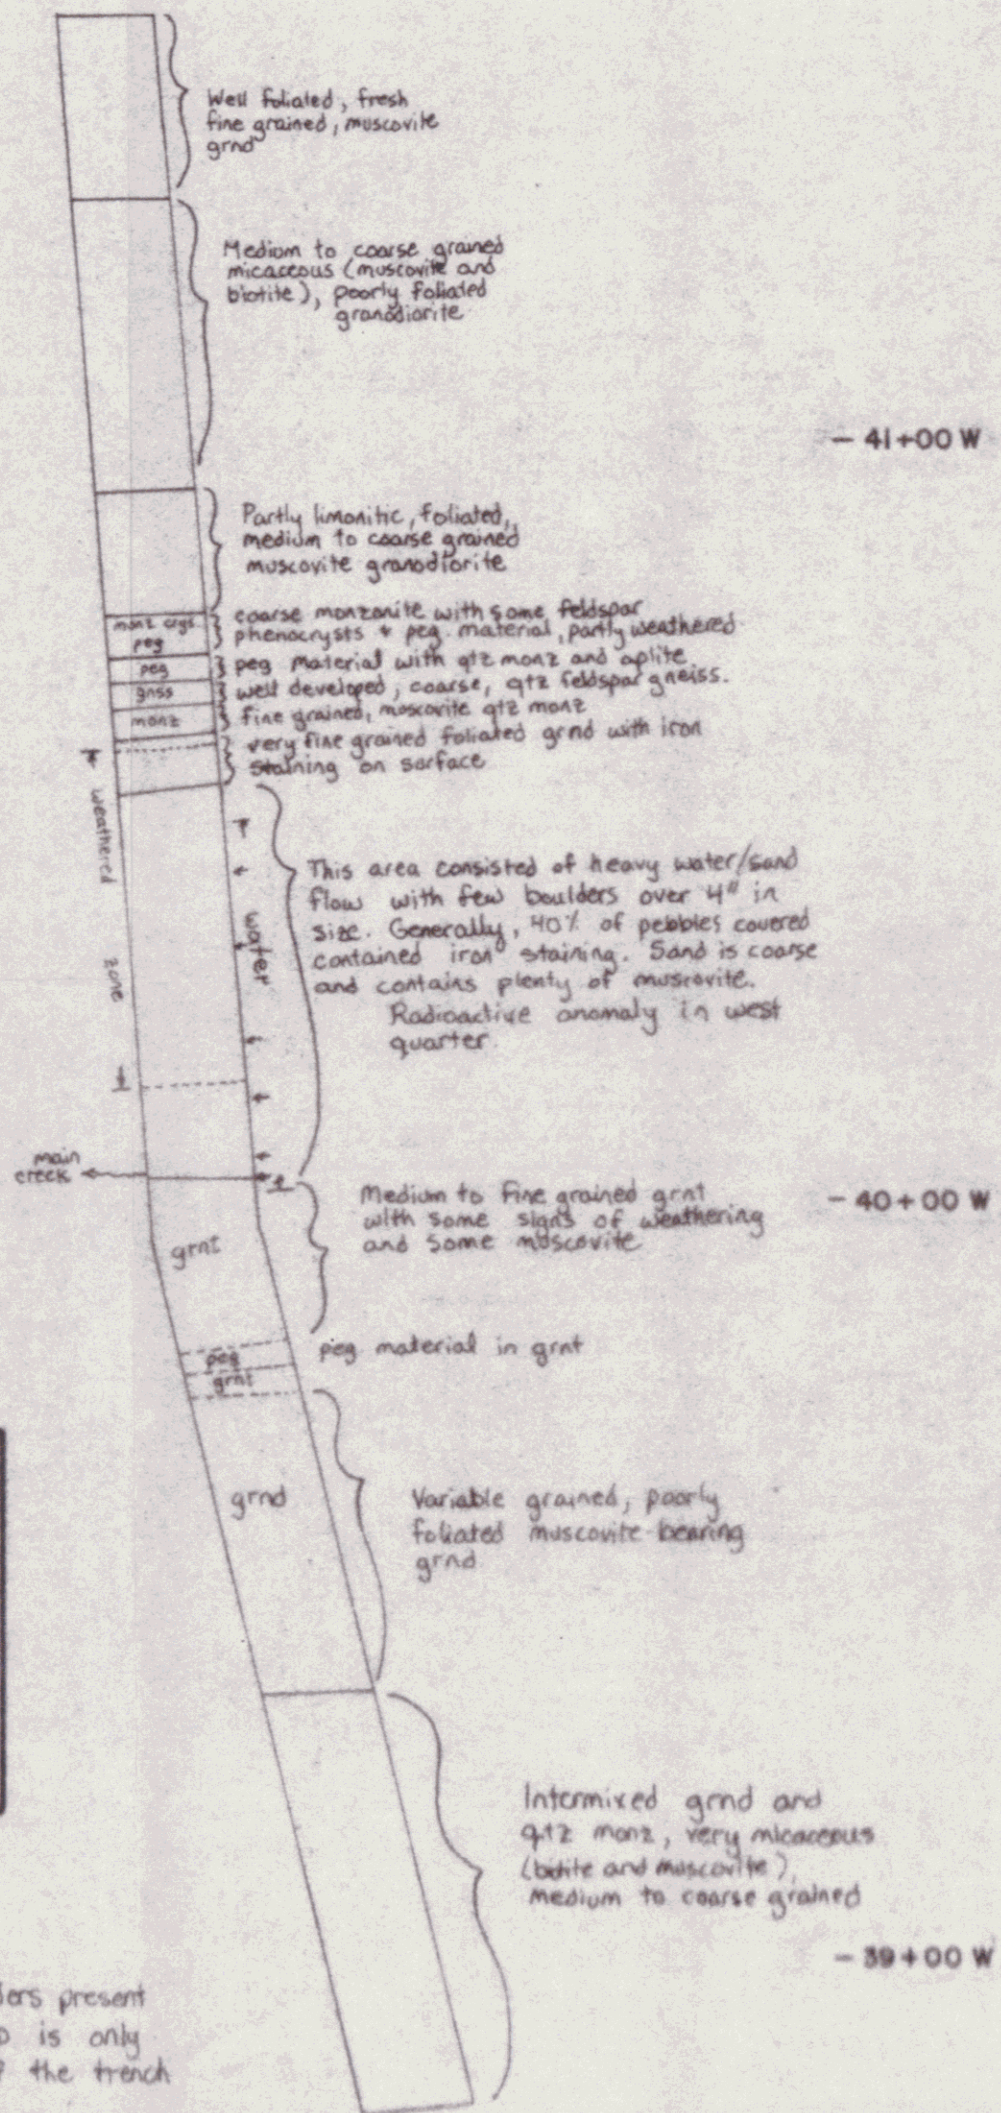 Well foliated, fresh
fine grained, muscovite
grnd
Medium to coarse grained
micaceous (muscovite and
biotite), poorly foliated
granodiorite
- 41+00 W
Partly limonitic, foliated,
medium to coarse grained
muscovite granodiorite
monz crgs
peg
coarse monzonite with some feldspar
phenocrysts + peg material, partly weathered
peg
peg material with qtz monz and aplite
gnss
well developed, coarse, qtz feldspar gneiss.
monz
fine grained, muscovite qtz monz
very fine grained foliated grnd with iron
staining on surface
weathered zone
water
This area consisted of heavy water/sand
flow with few boulders over 4" in
size. Generally, 40% of pebbles covered
contained iron staining. Sand is coarse
and contains plenty of muscovite.
Radioactive anomaly in west
quarter.
main
creek
Medium to Fine grained grnt
with some signs of weathering
and some muscovite
- 40+00 W
grnt
peg
peg material in grnt
grnt
grnd
Variable grained, poorly
foliated muscovite-bearing
grnd
Intermixed grnd and
qtz monz, very micaceous
(biotite and muscovite),
medium to coarse grained
- 39+00 W
ders present
is only
the trench